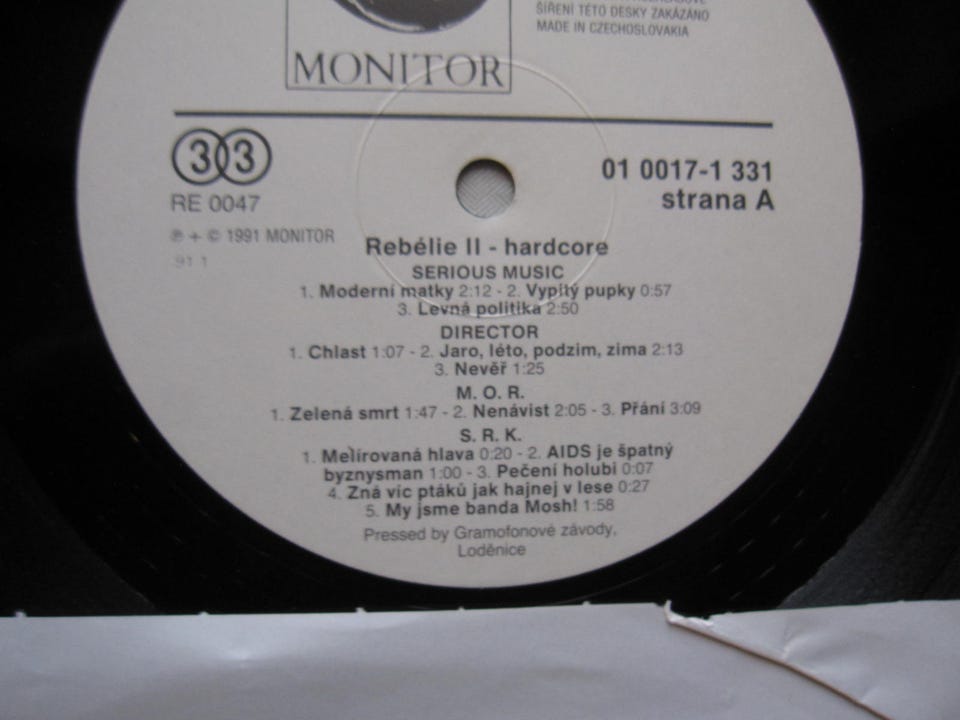 ŠÍŘENÍ TÉTO DESKY ZAKÁZÁNO
MADE IN CZECHOSLOVAKIA
MONITOR
33
RE 0047
℗ + © 1991 MONITOR
91 1
01 0017-1 331
strana A
Rebélie II - hardcore
SERIOUS MUSIC
1. Moderní matky 2:12 - 2. Vypitý pupky 0:57
3. Levná politika 2:50
DIRECTOR
1. Chlast 1:07 - 2. Jaro, léto, podzim, zima 2:13
3. Nevěř 1:25
M. O. R.
1. Zelená smrt 1:47 - 2. Nenávist 2:05 - 3. Přání 3:09
S. R. K.
1. Melírovaná hlava 0:20 - 2. AIDS je špatný
byznysman 1:00 - 3. Pečení holubi 0:07
4. Zná víc ptáků jak hajnej v lese 0:27
5. My jsme banda Mosh! 1:58
Pressed by Gramofonové závody,
Loděnice